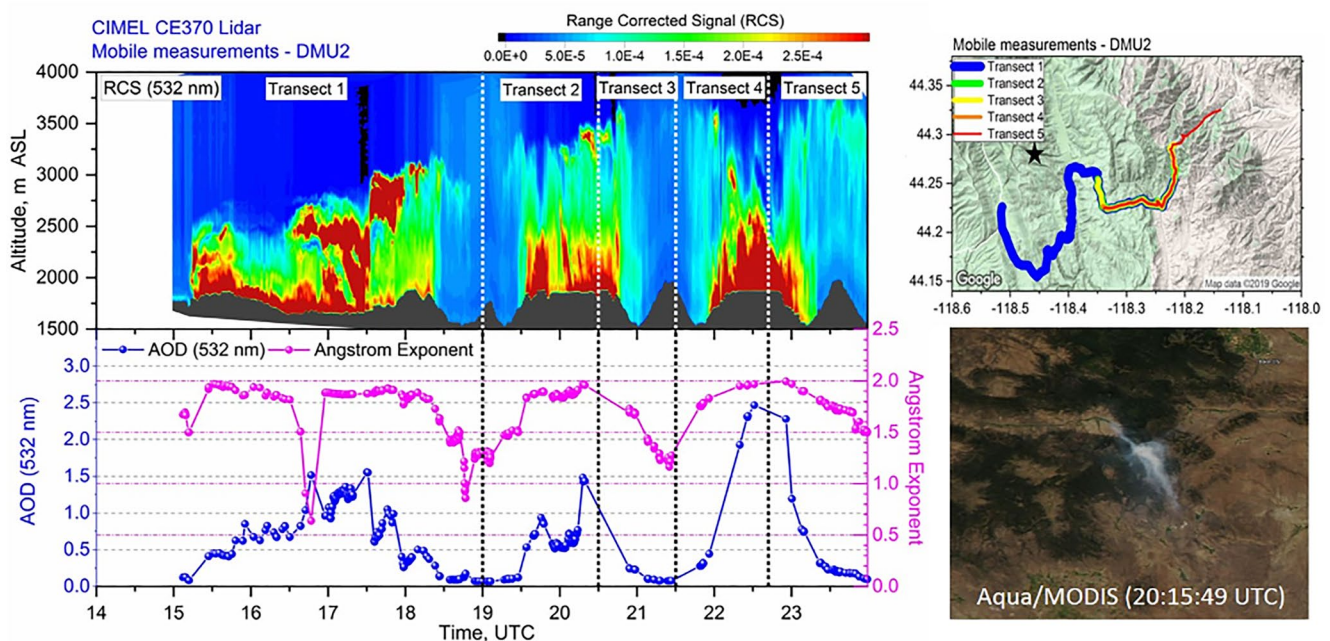 CIMEL CE370 Lidar
Mobile measurements - DMU2
Range Corrected Signal (RCS)
0.0E+0 5.0E-5 1.0E-4 1.5E-4 2.0E-4 2.5E-4
RCS (532 nm) Transect 1 Transect 2 Transect 3 Transect 4 Transect 5
Altitude, m ASL
4000
3500
3000
2500
2000
1500
AOD (532 nm) Angstrom Exponent
AOD (532 nm)
3.0
2.5
2.0
1.5
1.0
0.5
0.0
2.5
2.0
1.5
1.0
0.5
0.0
Angstrom Exponent
14 15 16 17 18 19 20 21 22 23
Time, UTC
Mobile measurements - DMU2
Transect 1
Transect 2
Transect 3
Transect 4
Transect 5
44.35
44.3
44.25
44.2
44.15
Google
Map data ©2019 Google
-118.6 -118.5 -118.4 -118.3 -118.2 -118.1 -118.0
Aqua/MODIS (20:15:49 UTC)